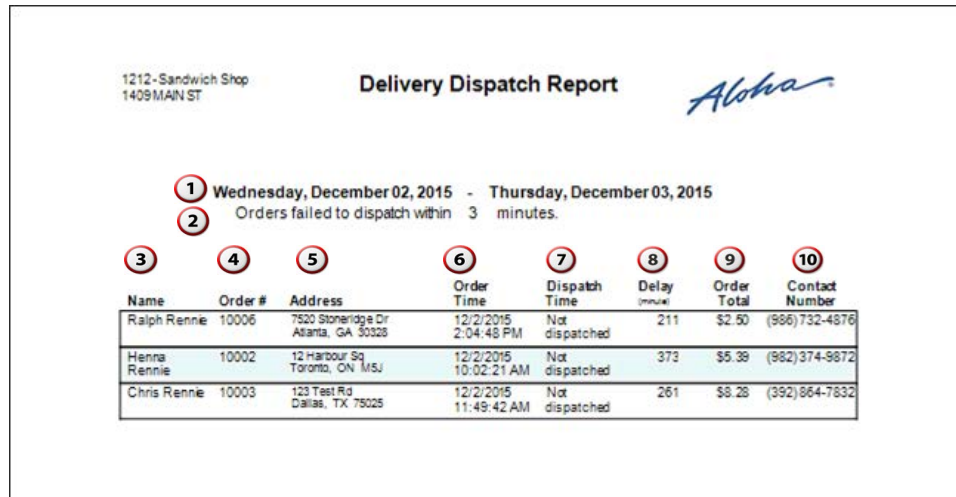 1212-Sandwich Shop
1409 MAIN ST
Delivery Dispatch Report
Aloha
1 Wednesday, December 02, 2015 - Thursday, December 03, 2015
2 Orders failed to dispatch within 3 minutes.
3 4 5 6 7 8 9 10
Order Dispatch Delay Order Contact
Name Order # Address Time Time (minute) Total Number
Ralph Rennie 10006 7520 Stoneridge Dr 12/2/2015 Not 211 $2.50 (986)732-4876
Atlanta, GA 30328 2:04:48 PM dispatched
Henna 10002 12 Harbour Sq 12/2/2015 Not 373 $5.39 (982)374-9872
Rennie Toronto, ON M5J 10:02:21 AM dispatched
Chris Rennie 10003 123 Test Rd 12/2/2015 Not 261 $8.28 (392)864-7832
Dallas, TX 75025 11:49:42 AM dispatched